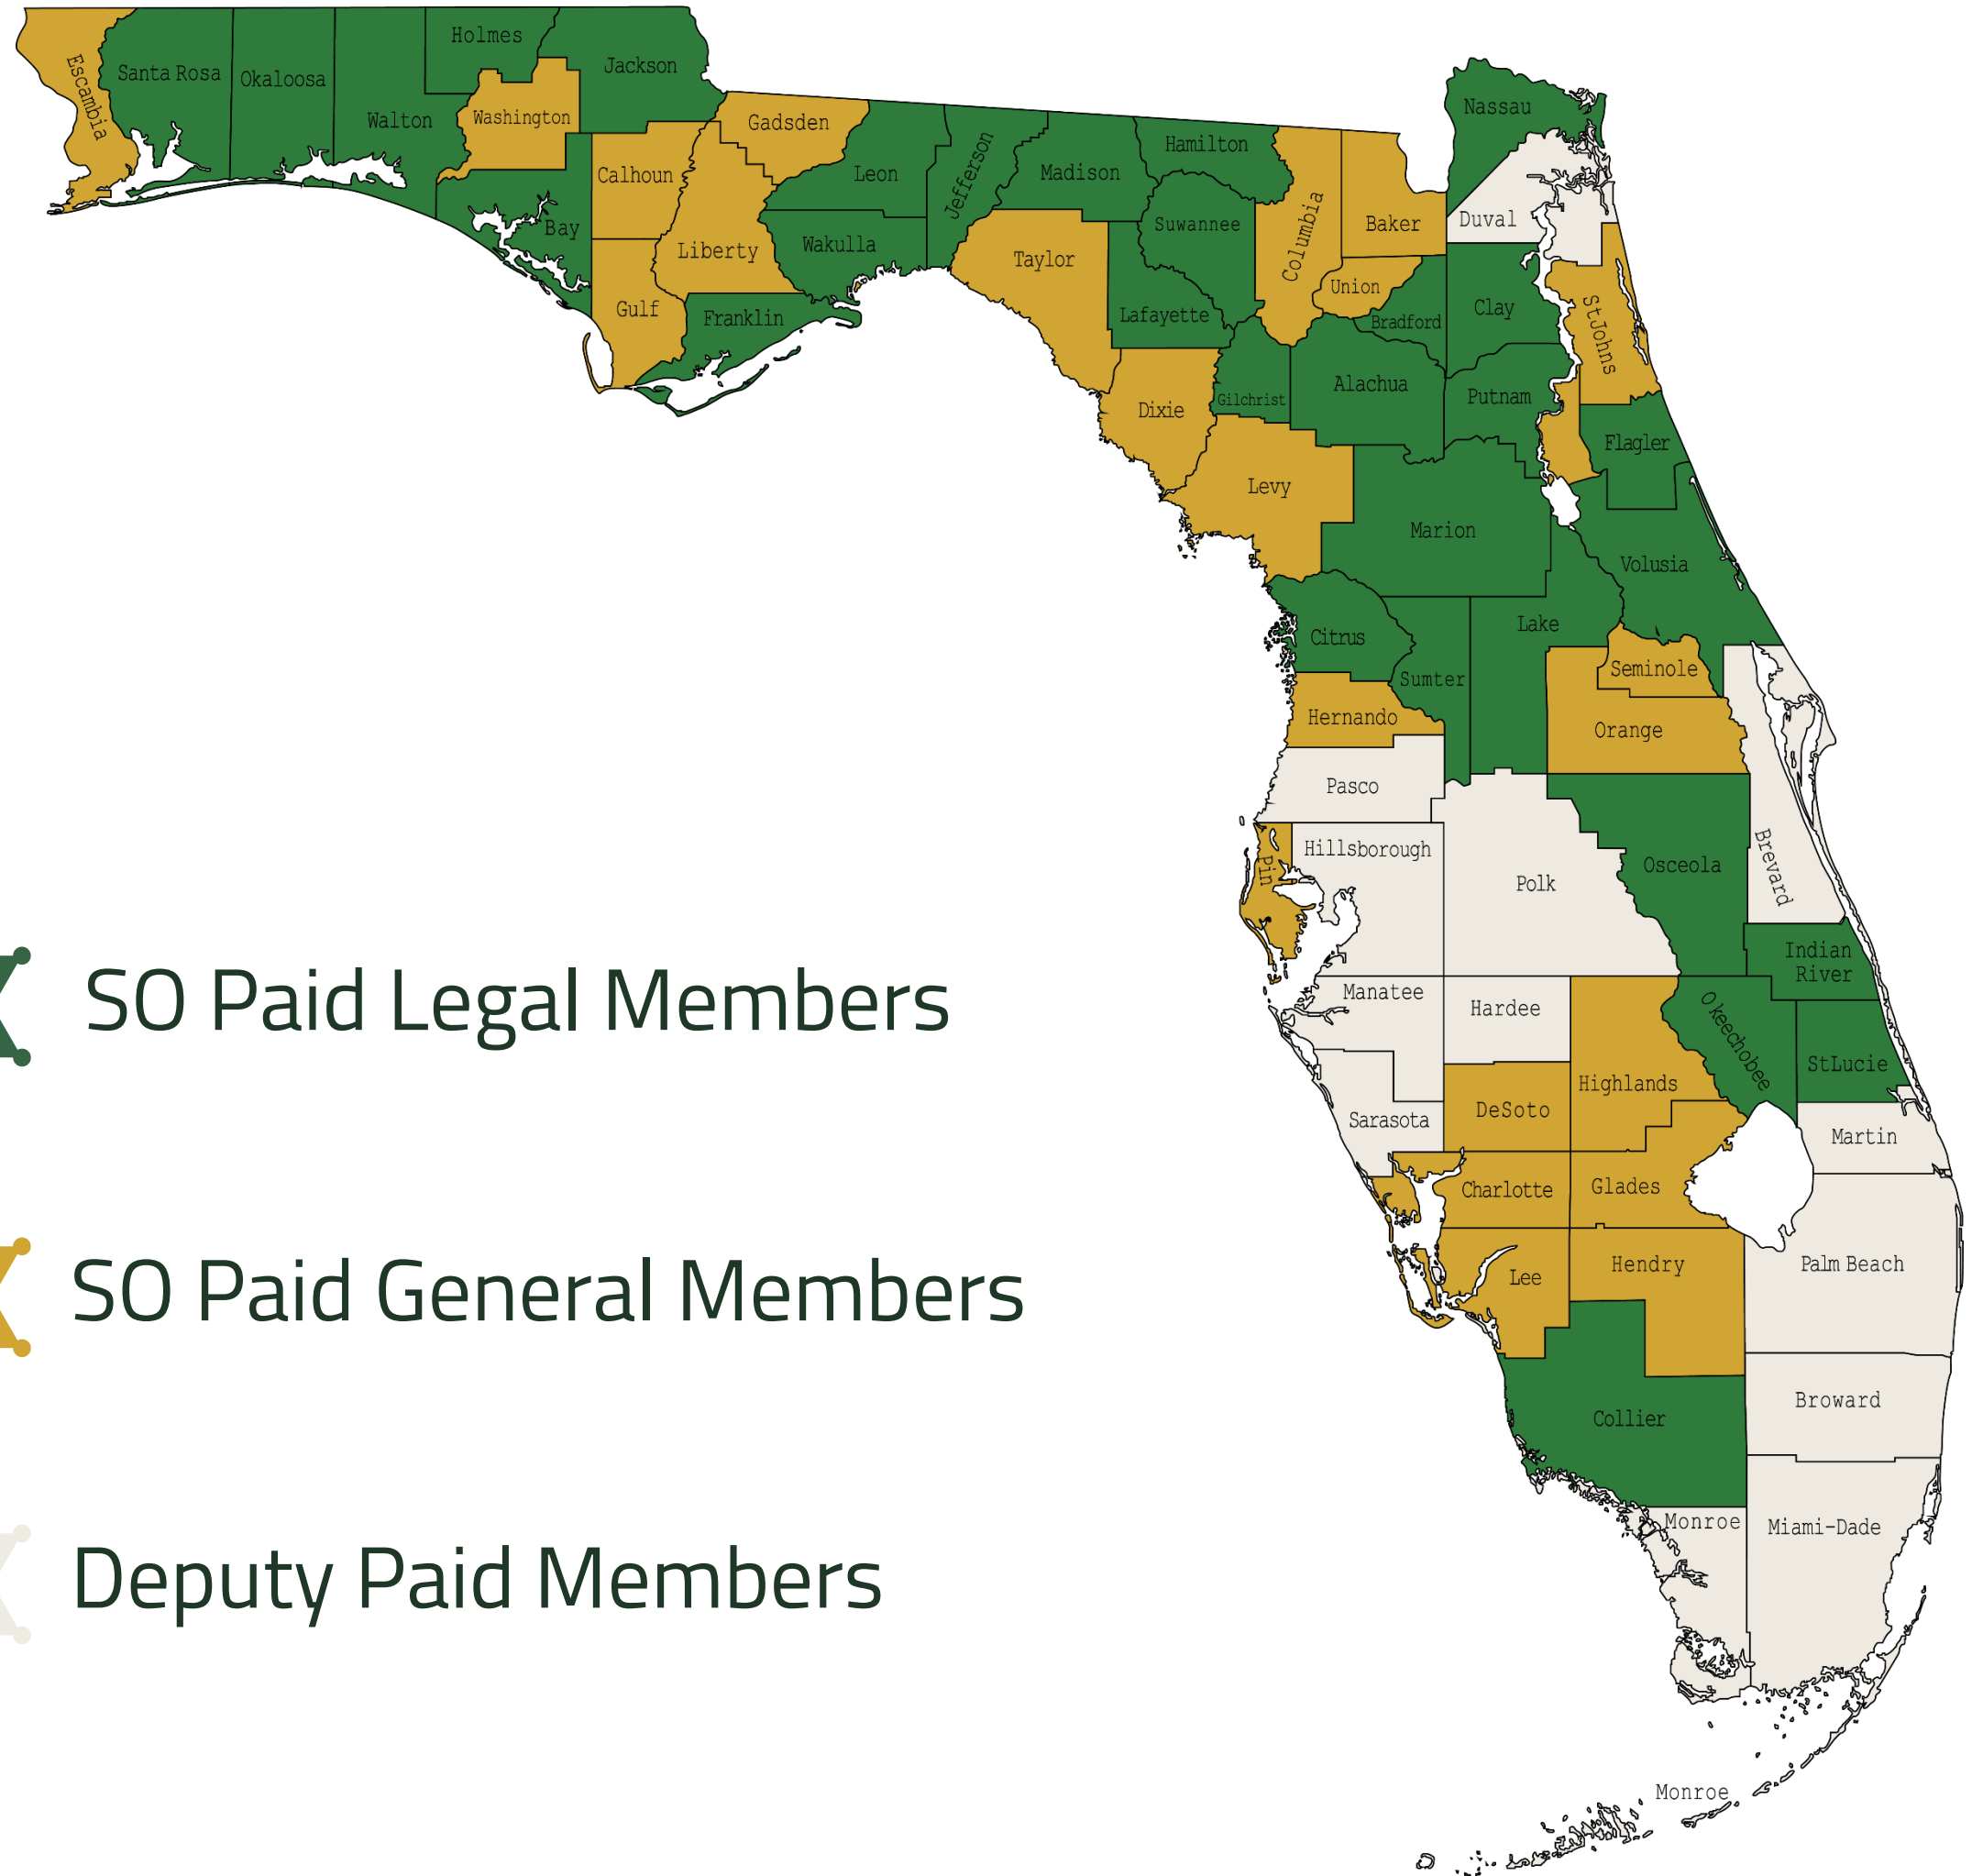 Holmes
Jackson
Escambia
Santa Rosa
Okaloosa
Walton
Washington
Gadsden
Calhoun
Leon
Jefferson
Madison
Hamilton
Nassau
Bay
Liberty
Wakulla
Suwannee
Columbia
Baker
Duval
Taylor
Gulf
Franklin
Lafayette
Union
Bradford
Clay
StJohns
Dixie
Gilchrist
Alachua
Putnam
Flagler
Levy
Marion
Volusia
Citrus
Lake
Sumter
Seminole
Hernando
Orange
Pasco
Pin
Hillsborough
Polk
Osceola
Brevard
Indian
River
Manatee
Hardee
Okeechobee
StLucie
Highlands
DeSoto
Sarasota
Martin
Charlotte
Glades
Lee
Hendry
Palm Beach
Collier
Broward
Monroe
Miami-Dade
Monroe
SO Paid Legal Members
SO Paid General Members
Deputy Paid Members